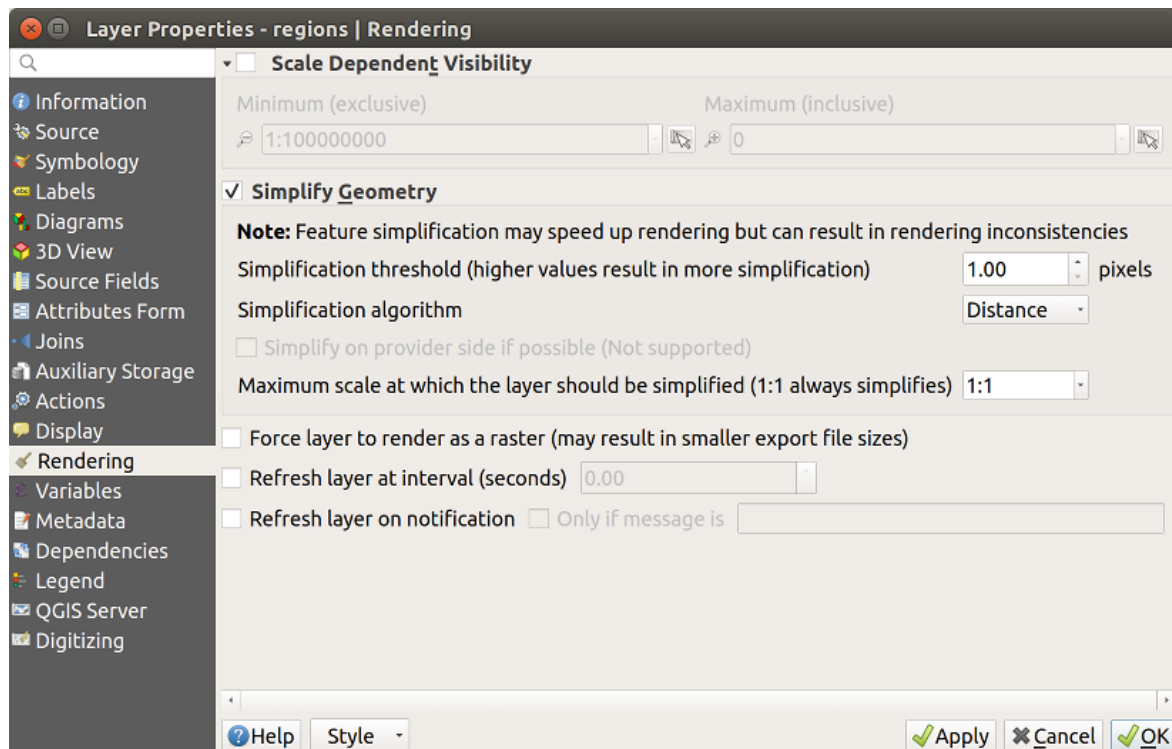 Layer Properties - regions | Rendering
Information
Source
Symbology
Labels
Diagrams
3D View
Source Fields
Attributes Form
Joins
Auxiliary Storage
Actions
Display
Rendering
Variables
Metadata
Dependencies
Legend
QGIS Server
Digitizing
Scale Dependent Visibility
Minimum (exclusive) Maximum (inclusive)
1:100000000 0
Simplify Geometry
Note: Feature simplification may speed up rendering but can result in rendering inconsistencies
Simplification threshold (higher values result in more simplification) 1.00 pixels
Simplification algorithm Distance
Simplify on provider side if possible (Not supported)
Maximum scale at which the layer should be simplified (1:1 always simplifies) 1:1
Force layer to render as a raster (may result in smaller export file sizes)
Refresh layer at interval (seconds) 0.00
Refresh layer on notification Only if message is
Help Style Apply Cancel OK